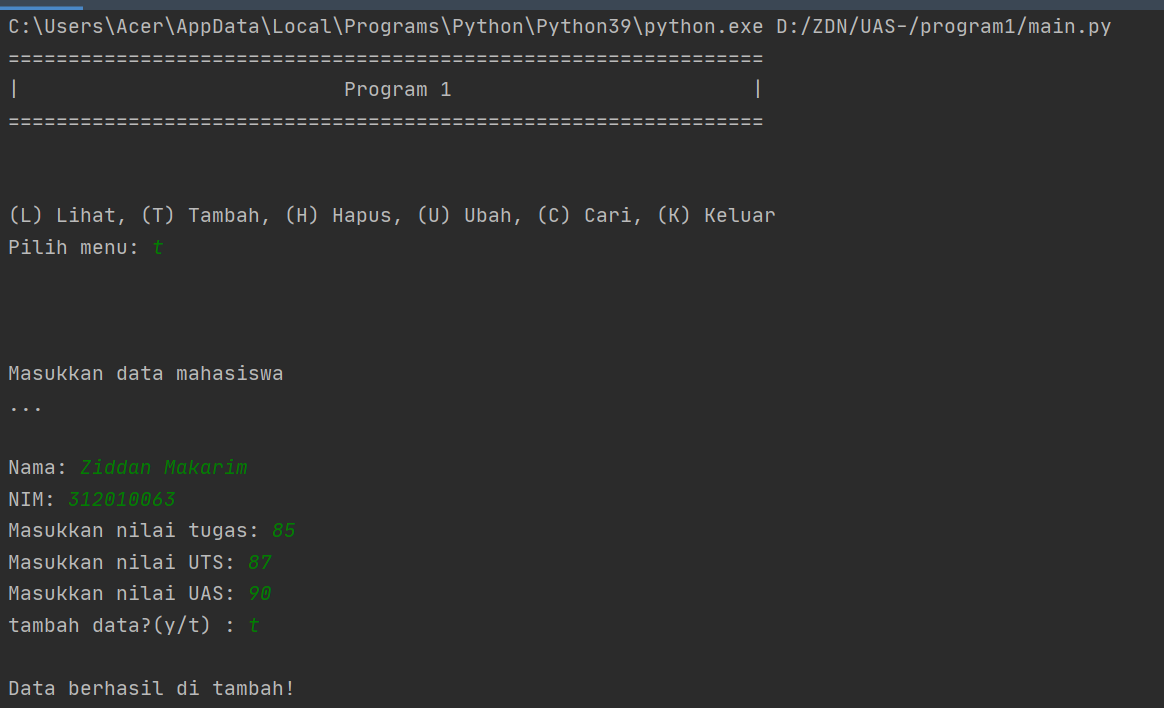 C:\Users\Acer\AppData\Local\Programs\Python\Python39\python.exe D:/ZDN/UAS-/program1/main.py
===============================================================
|                           Program 1                         |
===============================================================
(L) Lihat, (T) Tambah, (H) Hapus, (U) Ubah, (C) Cari, (K) Keluar
Pilih menu: t
Masukkan data mahasiswa
...
Nama: Ziddan Makarim
NIM: 312010063
Masukkan nilai tugas: 85
Masukkan nilai UTS: 87
Masukkan nilai UAS: 90
tambah data?(y/t) : t
Data berhasil di tambah!